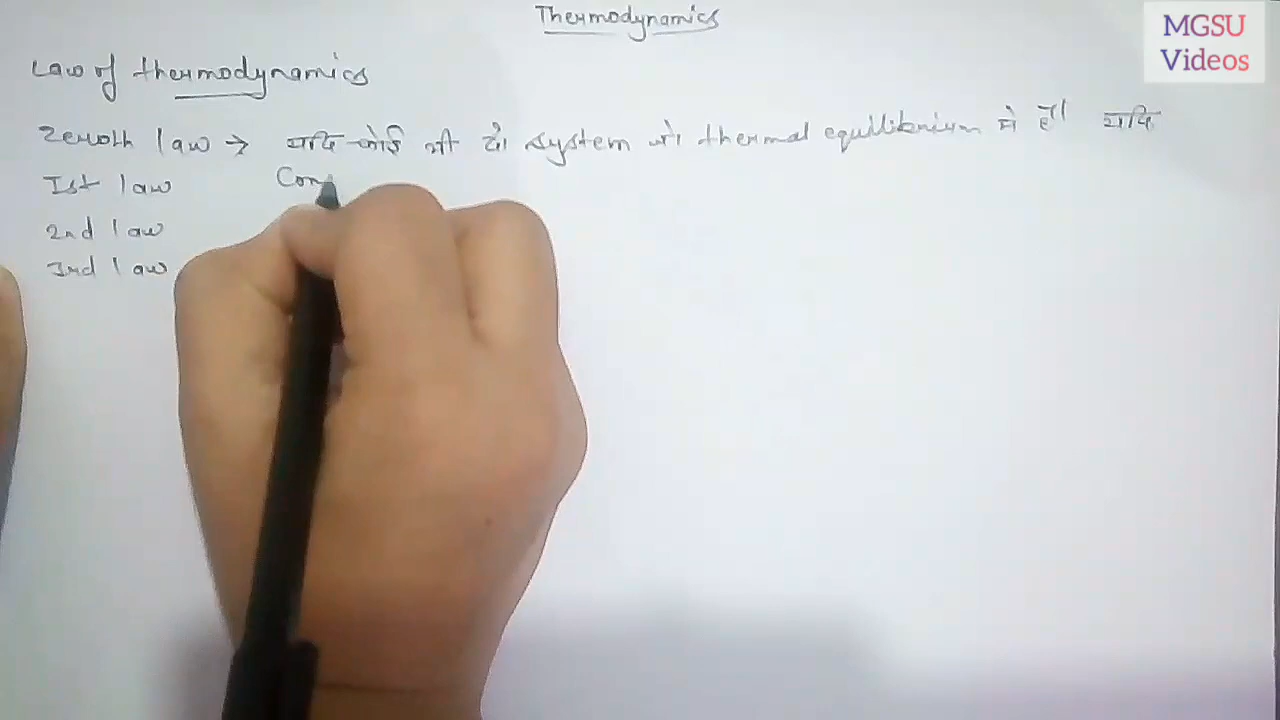 Thermodynamics
MGSU
Videos
Law of thermodynamics
Zeroth law → यदि कोई भी दो system जो thermal equilibrium मे है। यदि
Ist law
Con
2nd law
3rd law